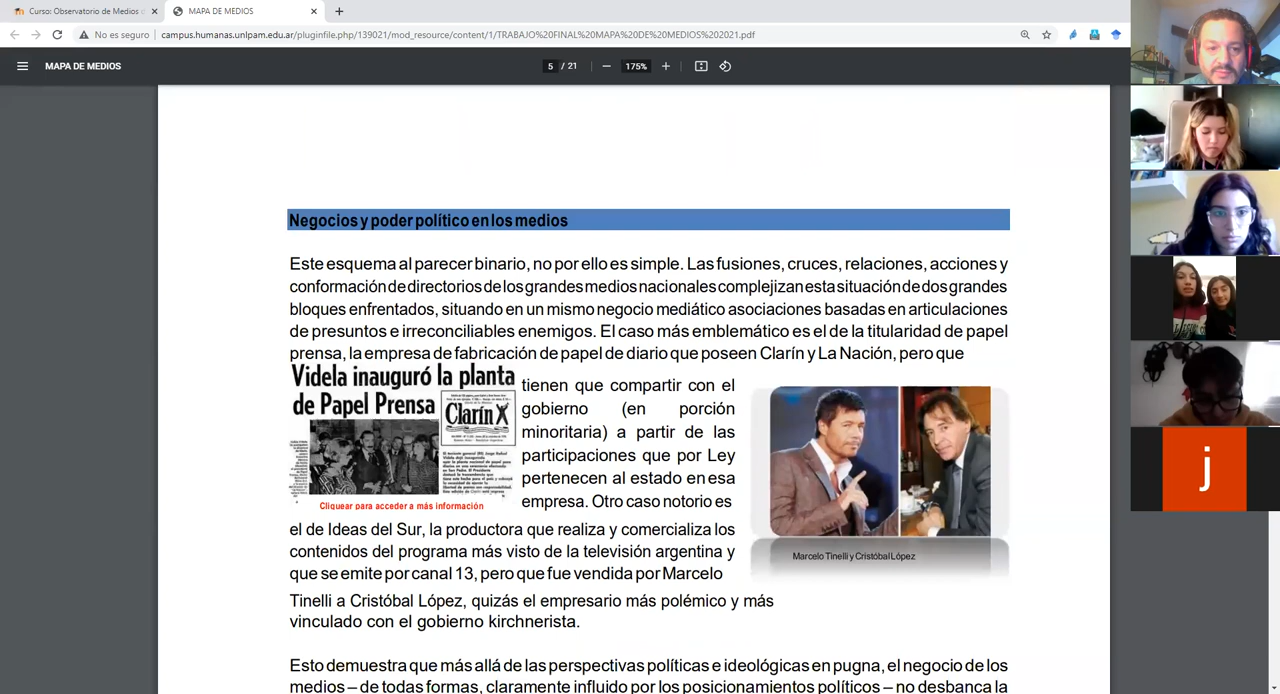 Curso: Observatorio de Medios d
MAPA DE MEDIOS
No es seguro
campus.humanas.unlpam.edu.ar/pluginfile.php/139021/mod_resource/content/1/TRABAJO%20FINAL%20MAPA%20DE%20MEDIOS%202021.pdf
MAPA DE MEDIOS
5 / 21
175%
Negocios y poder político en los medios
Este esquema al parecer binario, no por ello es simple. Las fusiones, cruces, relaciones, acciones y
conformación de directorios de los grandes medios nacionales complejizan esta situación de dos grandes
bloques enfrentados, situando en un mismo negocio mediático asociaciones basadas en articulaciones
de presuntos e irreconciliables enemigos. El caso más emblemático es el de la titularidad de papel
prensa, la empresa de fabricación de papel de diario que poseen Clarín y La Nación, pero que
Videla inauguró la planta
de Papel Prensa
Clarín
Cliquear para acceder a más información
tienen que compartir con el
gobierno (en porción
minoritaria) a partir de las
participaciones que por Ley
pertenecen al estado en esa
empresa. Otro caso notorio es
el de Ideas del Sur, la productora que realiza y comercializa los
contenidos del programa más visto de la televisión argentina y
que se emite por canal 13, pero que fue vendida por Marcelo
Marcelo Tinelli y Cristóbal López
Tinelli a Cristóbal López, quizás el empresario más polémico y más
vinculado con el gobierno kirchnerista.
Esto demuestra que más allá de las perspectivas políticas e ideológicas en pugna, el negocio de los
medios – de todas formas, claramente influido por los posicionamientos políticos – no desbanca la
j